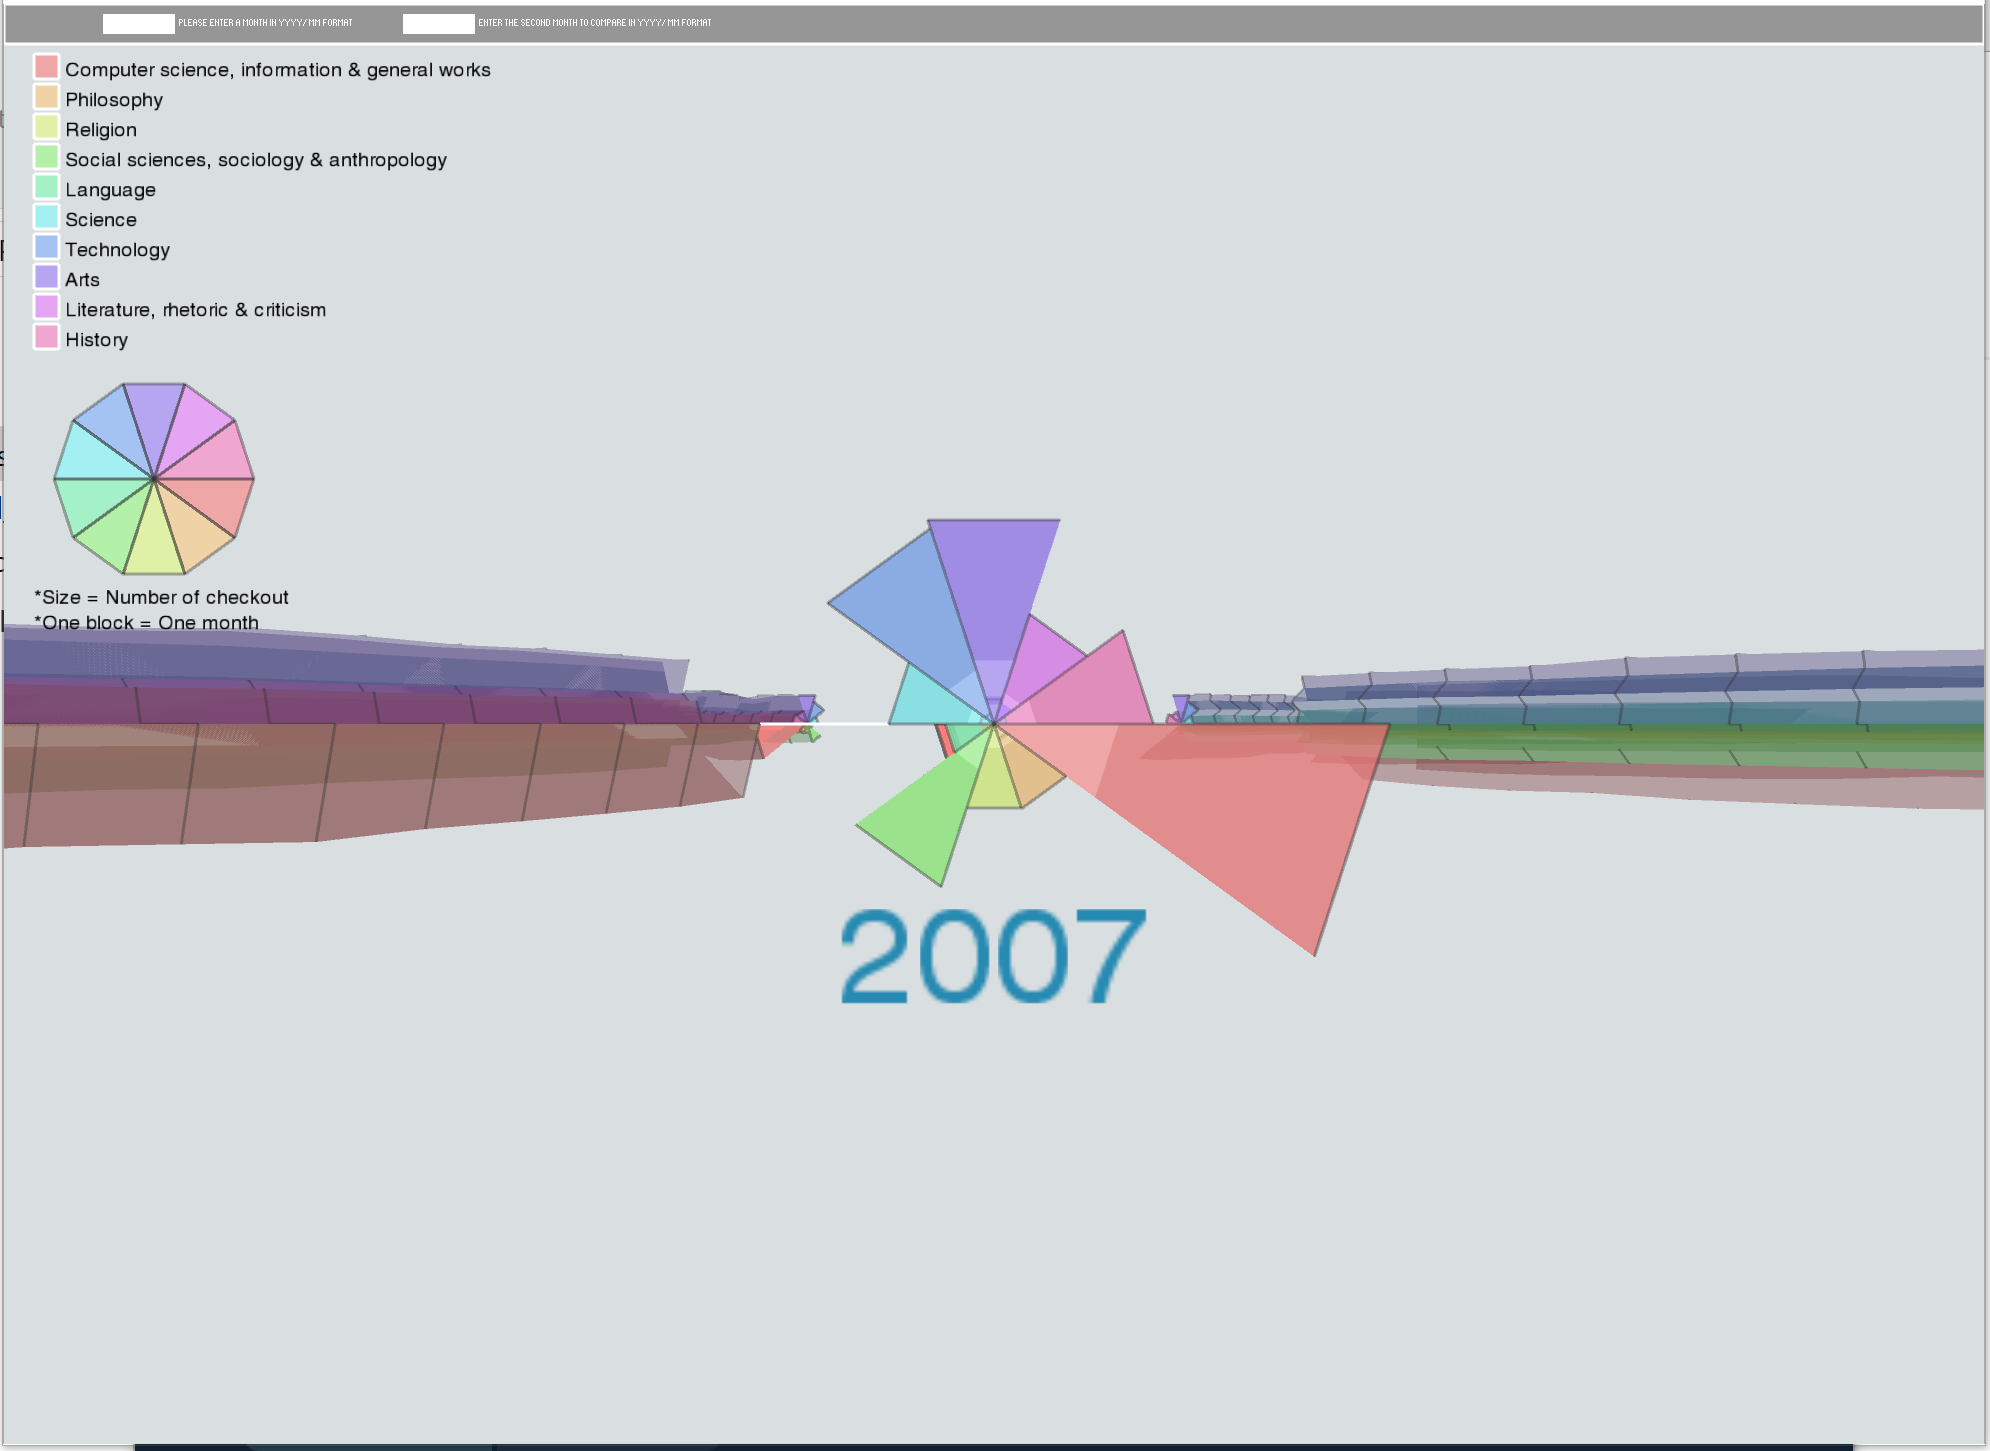 PLEASE ENTER A MONTH IN YYYY/MM FORMAT
ENTER THE SECOND MONTH TO COMPARE IN YYYY/MM FORMAT
Computer science, information & general works
Philosophy
Religion
Social sciences, sociology & anthropology
Language
Science
Technology
Arts
Literature, rhetoric & criticism
History
*Size = Number of checkout
*One block = One month
2007